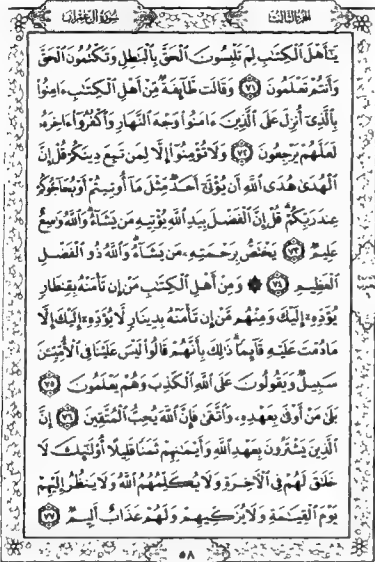 الجزء الثالث سورة آل عمران
يَٰٓأَهۡلَ ٱلۡكِتَٰبِ لِمَ تَلۡبِسُونَ ٱلۡحَقَّ بِٱلۡبَٰطِلِ وَتَكۡتُمُونَ ٱلۡحَقَّ
وَأَنتُمۡ تَعۡلَمُونَ ٧١ وَقَالَت طَّآئِفَةٞ مِّنۡ أَهۡلِ ٱلۡكِتَٰبِ ءَامِنُواْ
بِٱلَّذِيٓ أُنزِلَ عَلَى ٱلَّذِينَ ءَامَنُواْ وَجۡهَ ٱلنَّهَارِ وَٱكۡفُرُوٓاْ ءَاخِرَهُۥ
لَعَلَّهُمۡ يَرۡجِعُونَ ٧٢ وَلَا تُؤۡمِنُوٓاْ إِلَّا لِمَن تَبِعَ دِينَكُمۡ قُلۡ إِنَّ
ٱلۡهُدَىٰ هُدَى ٱللَّهِ أَن يُؤۡتَىٰٓ أَحَدٞ مِّثۡلَ مَآ أُوتِيتُمۡ أَوۡ يُحَآجُّوكُمۡ
عِندَ رَبِّكُمۡۗ قُلۡ إِنَّ ٱلۡفَضۡلَ بِيَدِ ٱللَّهِ يُؤۡتِيهِ مَن يَشَآءُۗ وَٱللَّهُ وَٰسِعٌ
عَلِيمٞ ٧٣ يَخۡتَصُّ بِرَحۡمَتِهِۦ مَن يَشَآءُۗ وَٱللَّهُ ذُو ٱلۡفَضۡلِ
ٱلۡعَظِيمِ ٧٤ ۞ وَمِنۡ أَهۡلِ ٱلۡكِتَٰبِ مَنۡ إِن تَأۡمَنۡهُ بِقِنطَارٖ
يُؤَدِّهِۦٓ إِلَيۡكَ وَمِنۡهُم مَّنۡ إِن تَأۡمَنۡهُ بِدِينَارٖ لَّا يُؤَدِّهِۦٓ إِلَيۡكَ إِلَّا
مَا دُمۡتَ عَلَيۡهِ قَآئِمٗاۗ ذَٰلِكَ بِأَنَّهُمۡ قَالُواْ لَيۡسَ عَلَيۡنَا فِي ٱلۡأُمِّيِّـۧنَ
سَبِيلٞ وَيَقُولُونَ عَلَى ٱللَّهِ ٱلۡكَذِبَ وَهُمۡ يَعۡلَمُونَ ٧٥
بَلَىٰۚ مَنۡ أَوۡفَىٰ بِعَهۡدِهِۦ وَٱتَّقَىٰ فَإِنَّ ٱللَّهَ يُحِبُّ ٱلۡمُتَّقِينَ ٧٦ إِنَّ
ٱلَّذِينَ يَشۡتَرُونَ بِعَهۡدِ ٱللَّهِ وَأَيۡمَٰنِهِمۡ ثَمَنٗا قَلِيلًا أُوْلَٰٓئِكَ لَا
خَلَٰقَ لَهُمۡ فِي ٱلۡأٓخِرَةِ وَلَا يُكَلِّمُهُمُ ٱللَّهُ وَلَا يَنظُرُ إِلَيۡهِمۡ
يَوۡمَ ٱلۡقِيَٰمَةِ وَلَا يُزَكِّيهِمۡ وَلَهُمۡ عَذَابٌ أَلِيمٞ ٧٧
٥٨